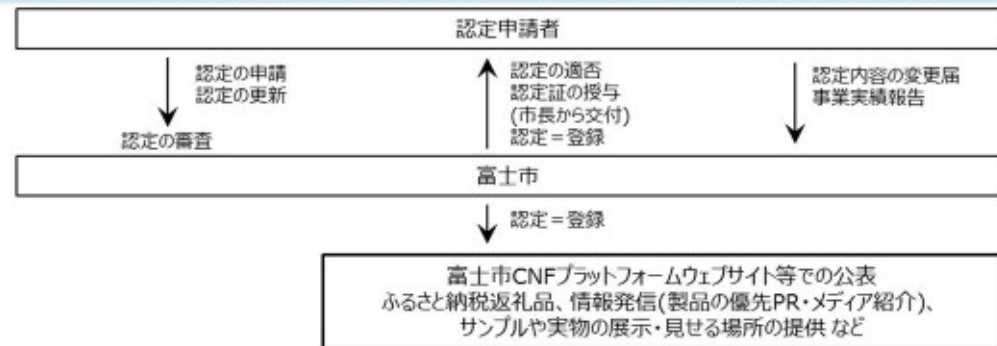 認定申請者
認定の申請
認定の更新
認定の審査
認定の適否
認定証の授与
(市長から交付)
認定＝登録
認定内容の変更届
事業実績報告
富士市
認定＝登録
富士市CNFプラットフォームウェブサイト等での公表
ふるさと納税返礼品、情報発信(製品の優先PR・メディア紹介)、
サンプルや実物の展示・見せる場所の提供 など